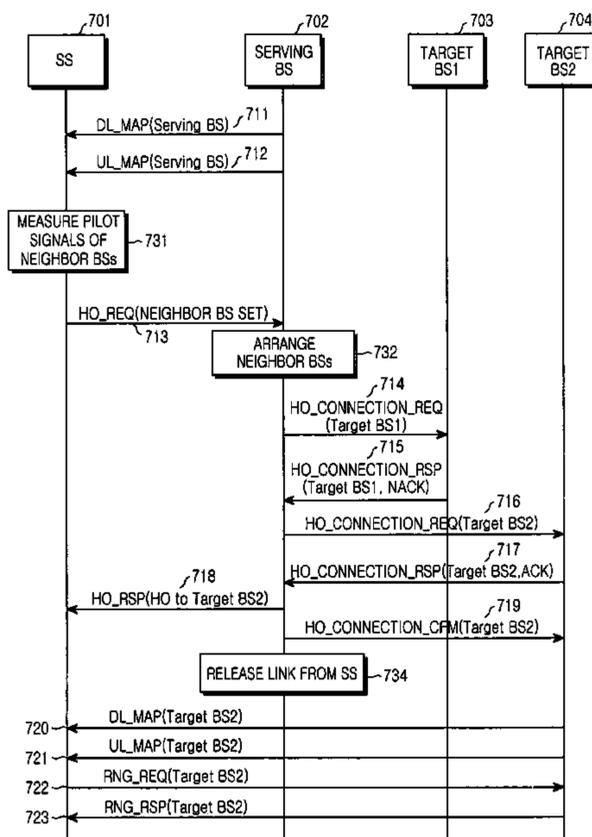 701
702
703
704
SS
SERVING
BS
TARGET
BS1
TARGET
BS2
711
DL_MAP(Serving BS)
712
UL_MAP(Serving BS)
MEASURE PILOT
SIGNALS OF
NEIGHBOR BSs
731
HO_REQ(NEIGHBOR BS SET)
713
ARRANGE
NEIGHBOR BSs
732
714
HO_CONNECTION_REQ
(Target BS1)
715
HO_CONNECTION_RSP
(Target BS1, NACK)
716
HO_CONNECTION_REQ(Target BS2)
717
HO_CONNECTION_RSP(Target BS2,ACK)
718
HO_RSP(HO to Target BS2)
719
HO_CONNECTION_CFM(Target BS2)
RELEASE LINK FROM SS
734
DL_MAP(Target BS2)
720
UL_MAP(Target BS2)
721
RNG_REQ(Target BS2)
722
RNG_RSP(Target BS2)
723